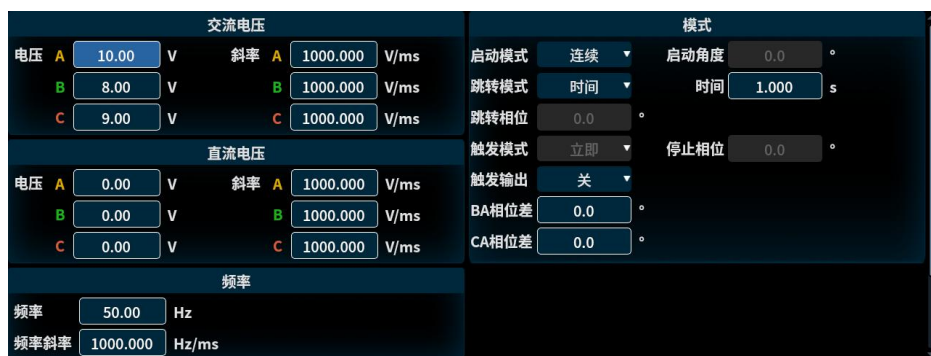 交流电压
电压 A 10.00 V 斜率 A 1000.000 V/ms
B 8.00 V B 1000.000 V/ms
C 9.00 V C 1000.000 V/ms
直流电压
电压 A 0.00 V 斜率 A 1000.000 V/ms
B 0.00 V B 1000.000 V/ms
C 0.00 V C 1000.000 V/ms
频率
频率 50.00 Hz
频率斜率 1000.000 Hz/ms
模式
启动模式 连续 启动角度 0.0 °
跳转模式 时间 时间 1.000 s
跳转相位 0.0 °
触发模式 立即 停止相位 0.0 °
触发输出 关
BA相位差 0.0 °
CA相位差 0.0 °